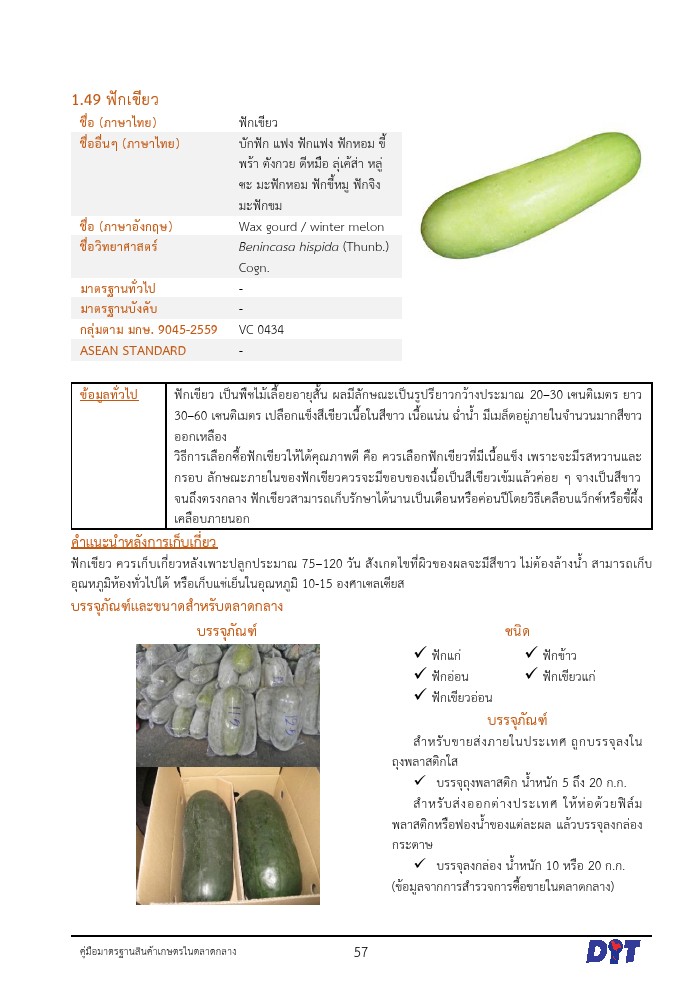 1.49 ฟักเขียว
ชื่อ (ภาษาไทย) ฟักเขียว
ชื่ออื่นๆ (ภาษาไทย) บักฟัก แฟง ฟักแฟง ฟักหอม ขี้
พร้า ตังกวย ดีหมือ ลุ่เค้ส่า หลู่
ซะ มะฟักหอม ฟักขี้หมู ฟักจิง
มะฟักขม
ชื่อ (ภาษาอังกฤษ) Wax gourd / winter melon
ชื่อวิทยาศาสตร์ Benincasa hispida (Thunb.)
Cogn.
มาตรฐานทั่วไป -
มาตรฐานบังคับ -
กลุ่มตาม มกษ. 9045-2559 VC 0434
ASEAN STANDARD -
ข้อมูลทั่วไป ฟักเขียว เป็นพืชไม้เลื้อยอายุสั้น ผลมีลักษณะเป็นรูปรียาวกว้างประมาณ 20–30 เซนติเมตร ยาว
30–60 เซนติเมตร เปลือกแข็งสีเขียวเนื้อในสีขาว เนื้อแน่น ฉ่ำน้ำ มีเมล็ดอยู่ภายในจำนวนมากสีขาว
ออกเหลือง
วิธีการเลือกซื้อฟักเขียวให้ได้คุณภาพดี คือ ควรเลือกฟักเขียวที่มีเนื้อแข็ง เพราะจะมีรสหวานและ
กรอบ ลักษณะภายในของฟักเขียวควรจะมีขอบของเนื้อเป็นสีเขียวเข้มแล้วค่อย ๆ จางเป็นสีขาว
จนถึงตรงกลาง ฟักเขียวสามารถเก็บรักษาได้นานเป็นเดือนหรือค่อนปีโดยวิธีเคลือบแว็กซ์หรือขี้ผึ้ง
เคลือบภายนอก
คำแนะนำหลังการเก็บเกี่ยว
ฟักเขียว ควรเก็บเกี่ยวหลังเพาะปลูกประมาณ 75–120 วัน สังเกตไขที่ผิวของผลจะมีสีขาว ไม่ต้องล้างน้ำ สามารถเก็บ
อุณหภูมิห้องทั่วไปได้ หรือเก็บแช่เย็นในอุณหภูมิ 10-15 องศาเซลเซียส
บรรจุภัณฑ์และขนาดสำหรับตลาดกลาง
บรรจุภัณฑ์
ชนิด
✓ ฟักแก่ ✓ ฟักข้าว
✓ ฟักอ่อน ✓ ฟักเขียวแก่
✓ ฟักเขียวอ่อน
บรรจุภัณฑ์
สำหรับขายส่งภายในประเทศ ถูกบรรจุลงใน
ถุงพลาสติกใส
✓ บรรจุถุงพลาสติก น้ำหนัก 5 ถึง 20 ก.ก.
สำหรับส่งออกต่างประเทศ ให้ห่อด้วยฟิล์ม
พลาสติกหรือฟองน้ำของแต่ละผล แล้วบรรจุลงกล่อง
กระดาษ
✓ บรรจุลงกล่อง น้ำหนัก 10 หรือ 20 ก.ก.
(ข้อมูลจากการสำรวจการซื้อขายในตลาดกลาง)
คู่มือมาตรฐานสินค้าเกษตรในตลาดกลาง 57 DIT